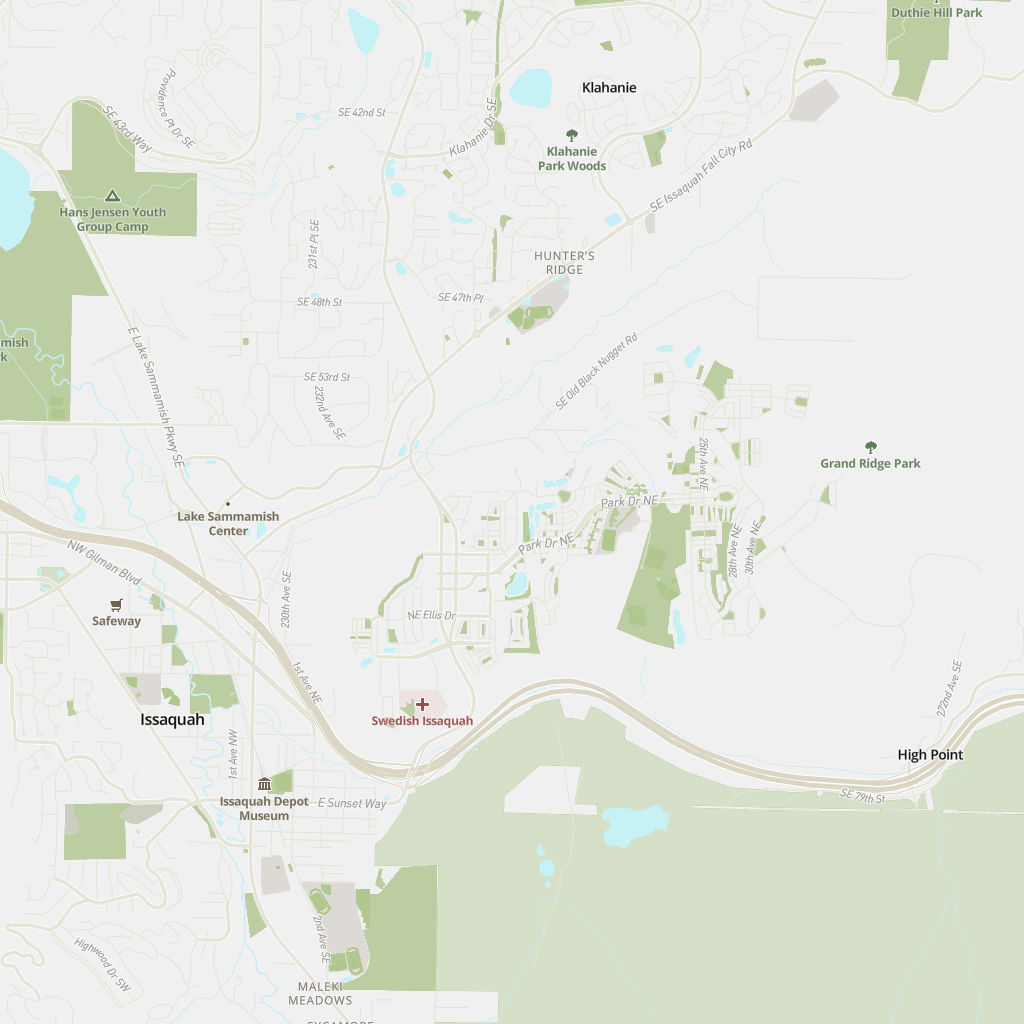 Duthie Hill Park
Klahanie
Providence Pt Dr SE
SE 43rd Way
SE 42nd St
Klahanie Dr SE
Klahanie
Park Woods
SE Issaquah Fall City Rd
Hans Jensen Youth
Group Camp
231st Pl SE
HUNTER'S
RIDGE
SE 48th St
SE 47th Pl
mish
k
E Lake Sammamish Pkwy SE
SE Old Black Nugget Rd
SE 53rd St
232nd Ave SE
25th Ave NE
Grand Ridge Park
Park Dr NE
Lake Sammamish
Center
Park Dr NE
28th Ave NE
30th Ave NE
NW Gilman Blvd
230th Ave SE
Safeway
NE Ellis Dr
1st Ave NE
272nd Ave SE
Swedish Issaquah
Issaquah
1st Ave NW
High Point
SE 79th St
Issaquah Depot
Museum
E Sunset Way
2nd Ave SE
Highwood Dr SW
MALEKI
MEADOWS
SYCAMORE